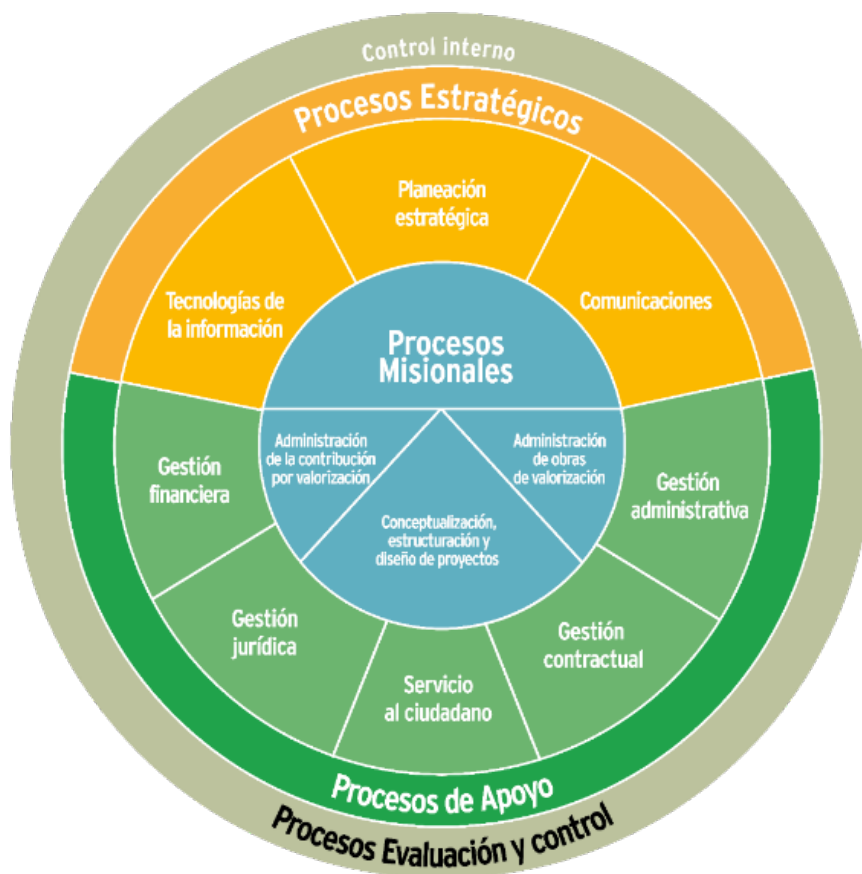 Control interno
Procesos Estratégicos
Planeación
estratégica
Tecnologías de
la información
Comunicaciones
Procesos
Misionales
Administración
de la contribución
por valorización
Administración
de obras
de valorización
Conceptualización,
estructuración y
diseño de proyectos
Gestión
financiera
Gestión
administrativa
Gestión
jurídica
Gestión
contractual
Servicio
al ciudadano
Procesos de Apoyo
Procesos Evaluación y control